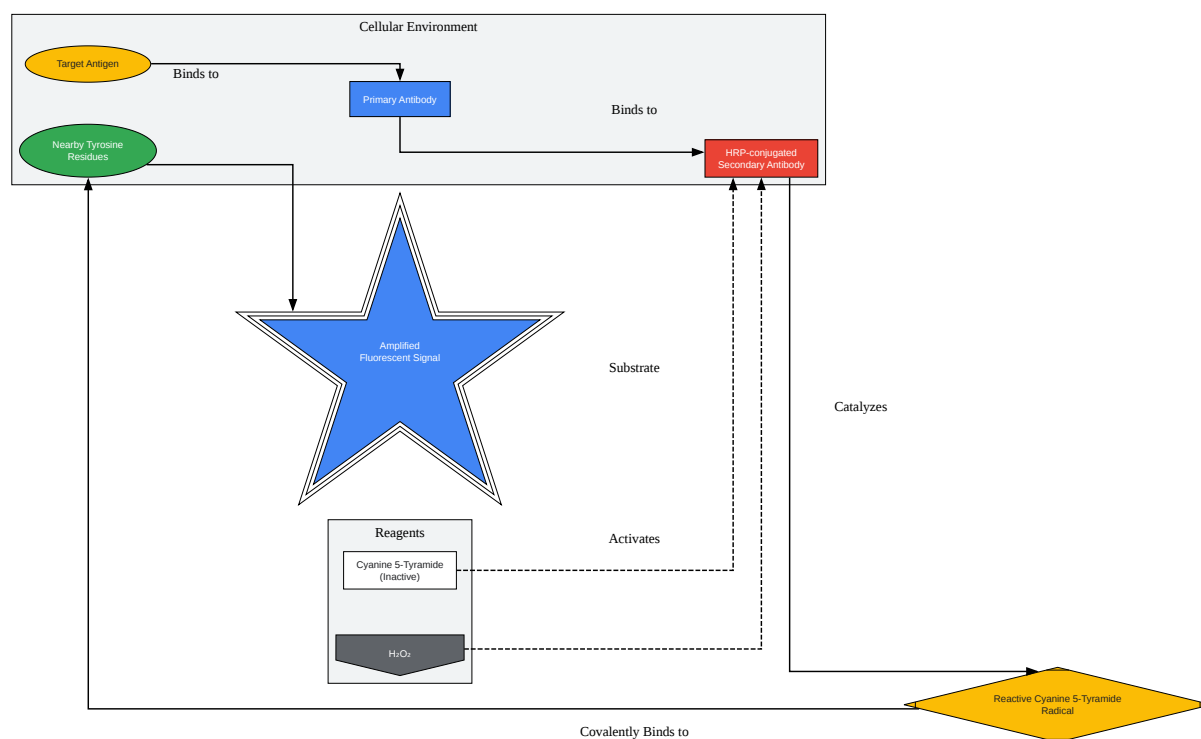 Cellular Environment
Target Antigen
Binds to
Primary Antibody
Binds to
Nearby Tyrosine
Residues
HRP-conjugated
Secondary Antibody
Amplified
Fluorescent Signal
Substrate
Catalyzes
Reagents
Activates
Cyanine 5-Tyramide
(Inactive)
H₂O₂
Reactive Cyanine 5-Tyramide
Radical
Covalently Binds to